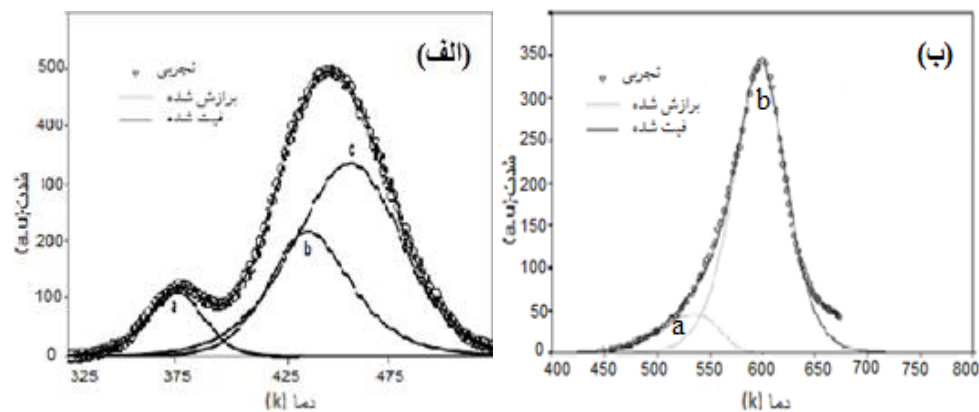 (الف)
تجربی
برازش شده
فیت شده
شدت (a.u)
500
400
300
200
100
0
a
b
c
325 375 425 475
دما (k)
(ب)
تجربی
برازش شده
فیت شده
شدت (a.u)
350
300
250
200
150
100
50
0
a
b
400 450 500 550 600 650 700 750 800
دما (k)